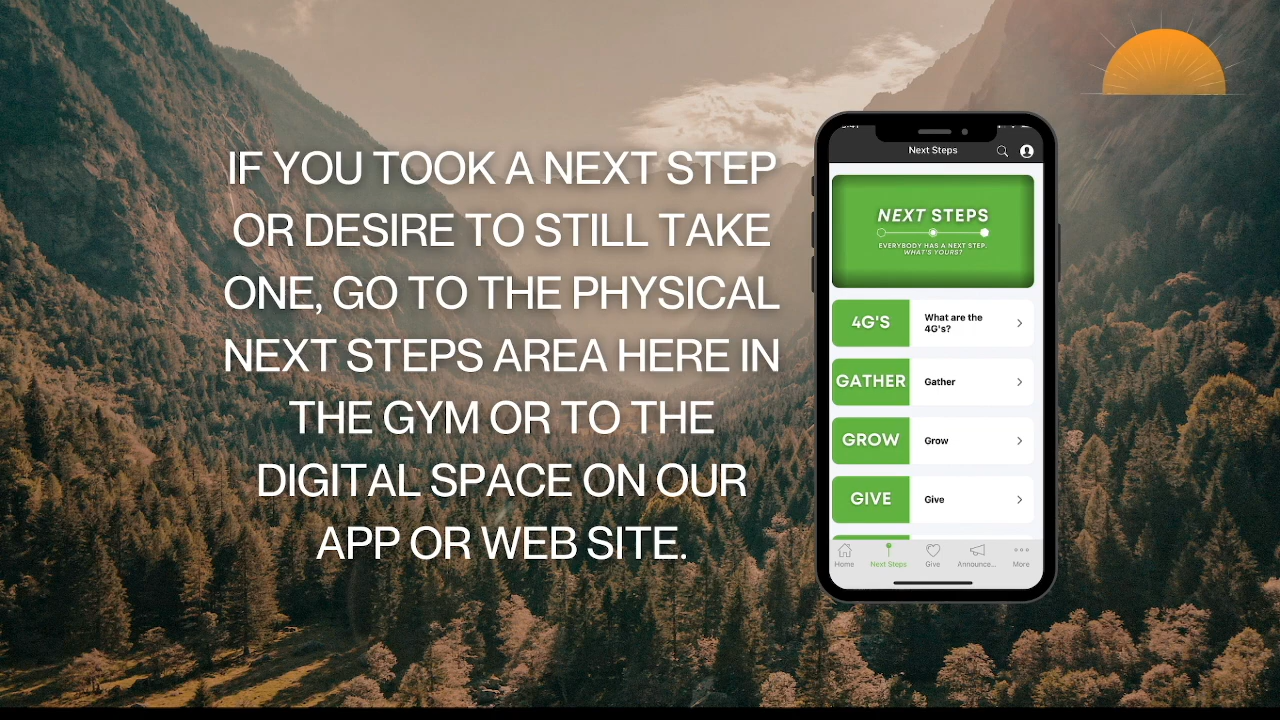 IF YOU TOOK A NEXT STEP
OR DESIRE TO STILL TAKE
ONE, GO TO THE PHYSICAL
NEXT STEPS AREA HERE IN
THE GYM OR TO THE
DIGITAL SPACE ON OUR
APP OR WEB SITE.
Next Steps
NEXT STEPS
EVERYBODY HAS A NEXT STEP.
WHAT'S YOURS?
4G'S
What are the
4G's?
GATHER
Gather
GROW
Grow
GIVE
Give
Home
Next Steps
Give
Announce...
More